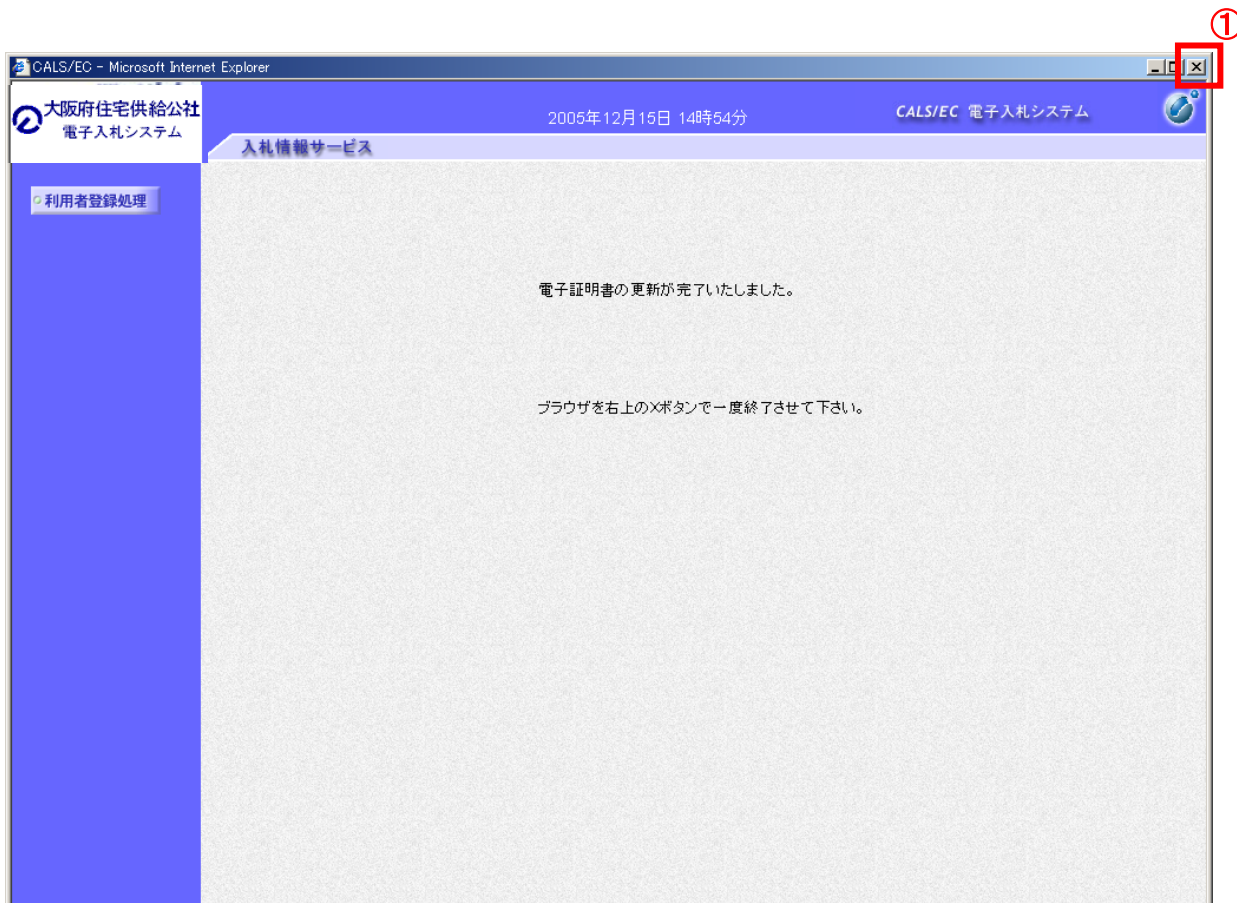 ①
CALS/EC - Microsoft Internet Explorer
大阪府住宅供給公社
電子入札システム
2005年12月15日 14時54分
CALS/EC 電子入札システム
入札情報サービス
利用者登録処理
電子証明書の更新が完了いたしました。
ブラウザを右上の×ボタンで一度終了させて下さい。